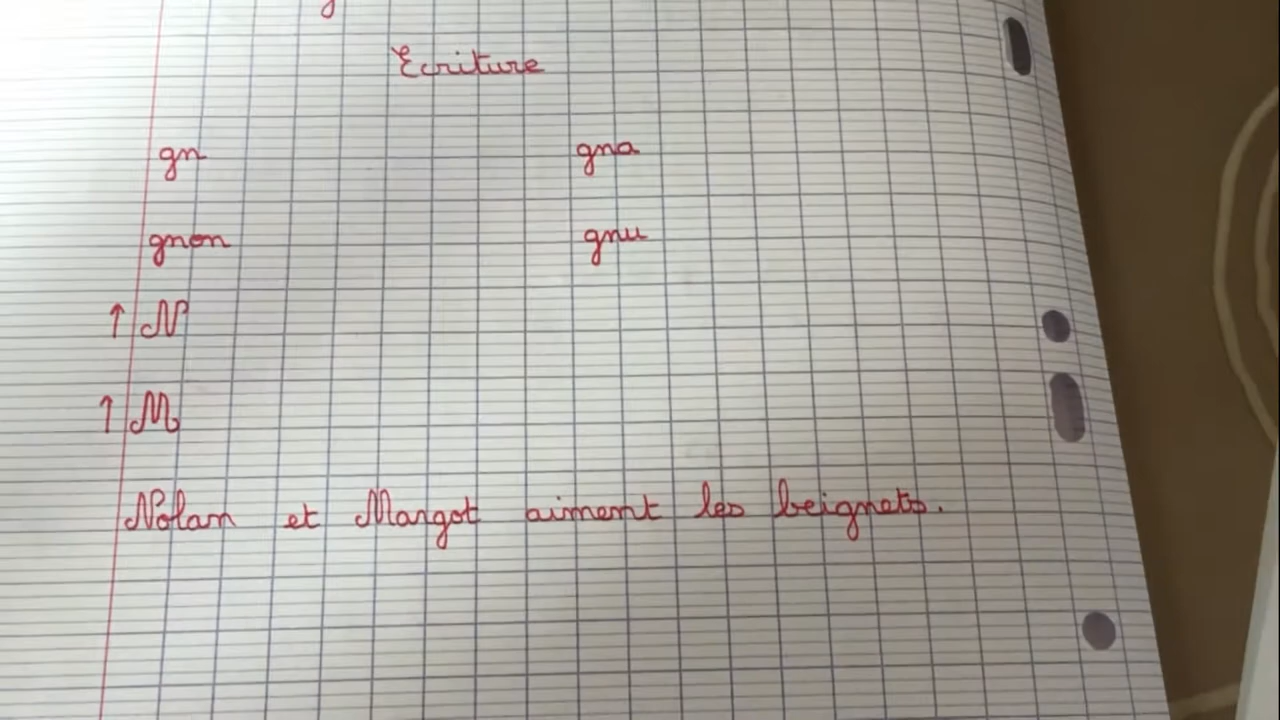 Ecriture
gn gna
gnon gnu
↑ N
↑ M
Nolan et Margot aiment les beignets.